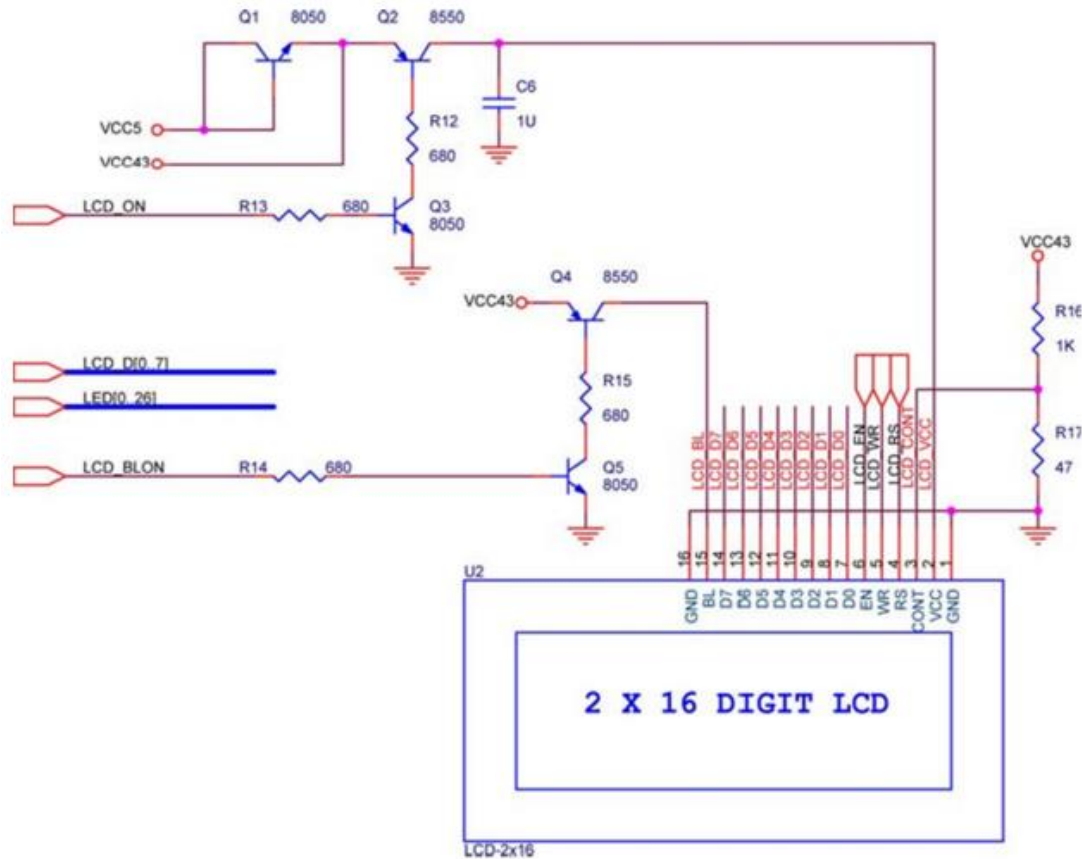 Q1 8050 Q2 8550
C6
1U
VCC5
R12
680
VCC43
LCD_ON R13 680 Q3
8050
VCC43
R16
1K
Q4 8550
VCC43
LCD_D[0..7]
LED[0..26]
R15
680
R17
47
LCD_BLON R14 680 Q5
8050
LCD_BL
LCD_D7
LCD_D6
LCD_D5
LCD_D4
LCD_D3
LCD_D2
LCD_D1
LCD_D0
LCD_EN
LCD_WR
LCD_RS
LCD_CONT
LCD_VCC
16 15 14 13 12 11 10 9 8 7 6 5 4 3 2 1
U2
GND BL D7 D6 D5 D4 D3 D2 D1 D0 EN WR RS CONT VCC GND
2 X 16 DIGIT LCD
LCD-2x16